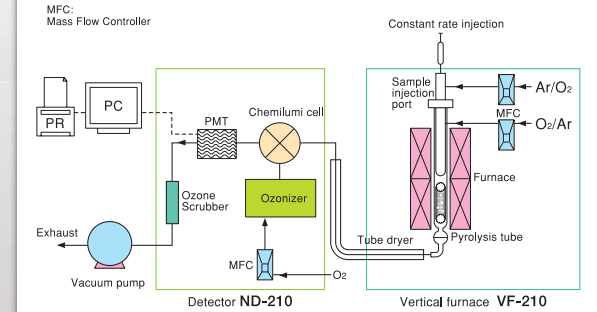 MFC:
Mass Flow Controller
Constant rate injection
Sample
injection
port
Ar/O2
MFC
O2/Ar
PR
PC
PMT
Chemilumi cell
Furnace
Ozone
Scrubber
Ozonizer
Exhaust
Tube dryer
Pyrolysis tube
MFC
O2
Vacuum pump
Detector ND-210
Vertical furnace VF-210